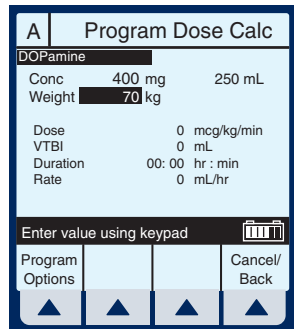 A Program Dose Calc
DOPamine
Conc 400 mg 250 mL
Weight 70 kg
Dose 0 mcg/kg/min
VTBI 0 mL
Duration 00: 00 hr : min
Rate 0 mL/hr
Enter value using keypad
Program Options Cancel/ Back